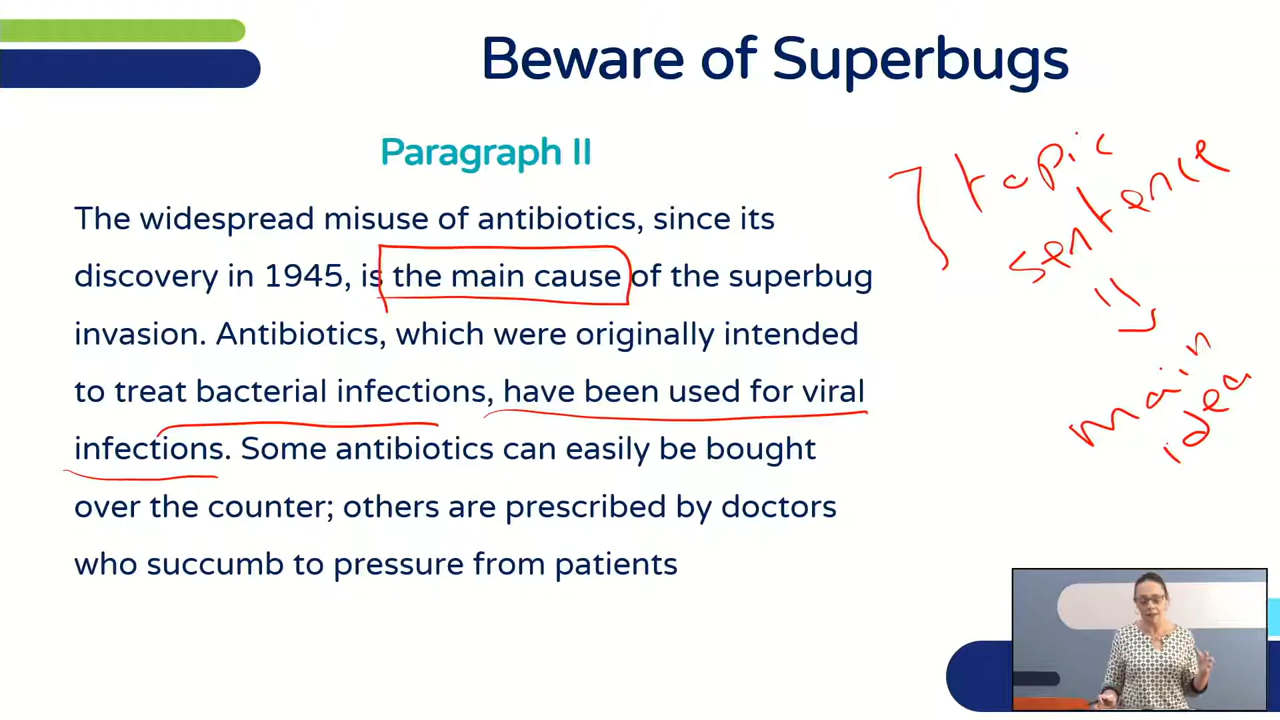 Beware of Superbugs
Paragraph II
The widespread misuse of antibiotics, since its
discovery in 1945, is the main cause of the superbug
invasion. Antibiotics, which were originally intended
to treat bacterial infections, have been used for viral
infections. Some antibiotics can easily be bought
over the counter; others are prescribed by doctors
who succumb to pressure from patients
topic
sentence
main
idea